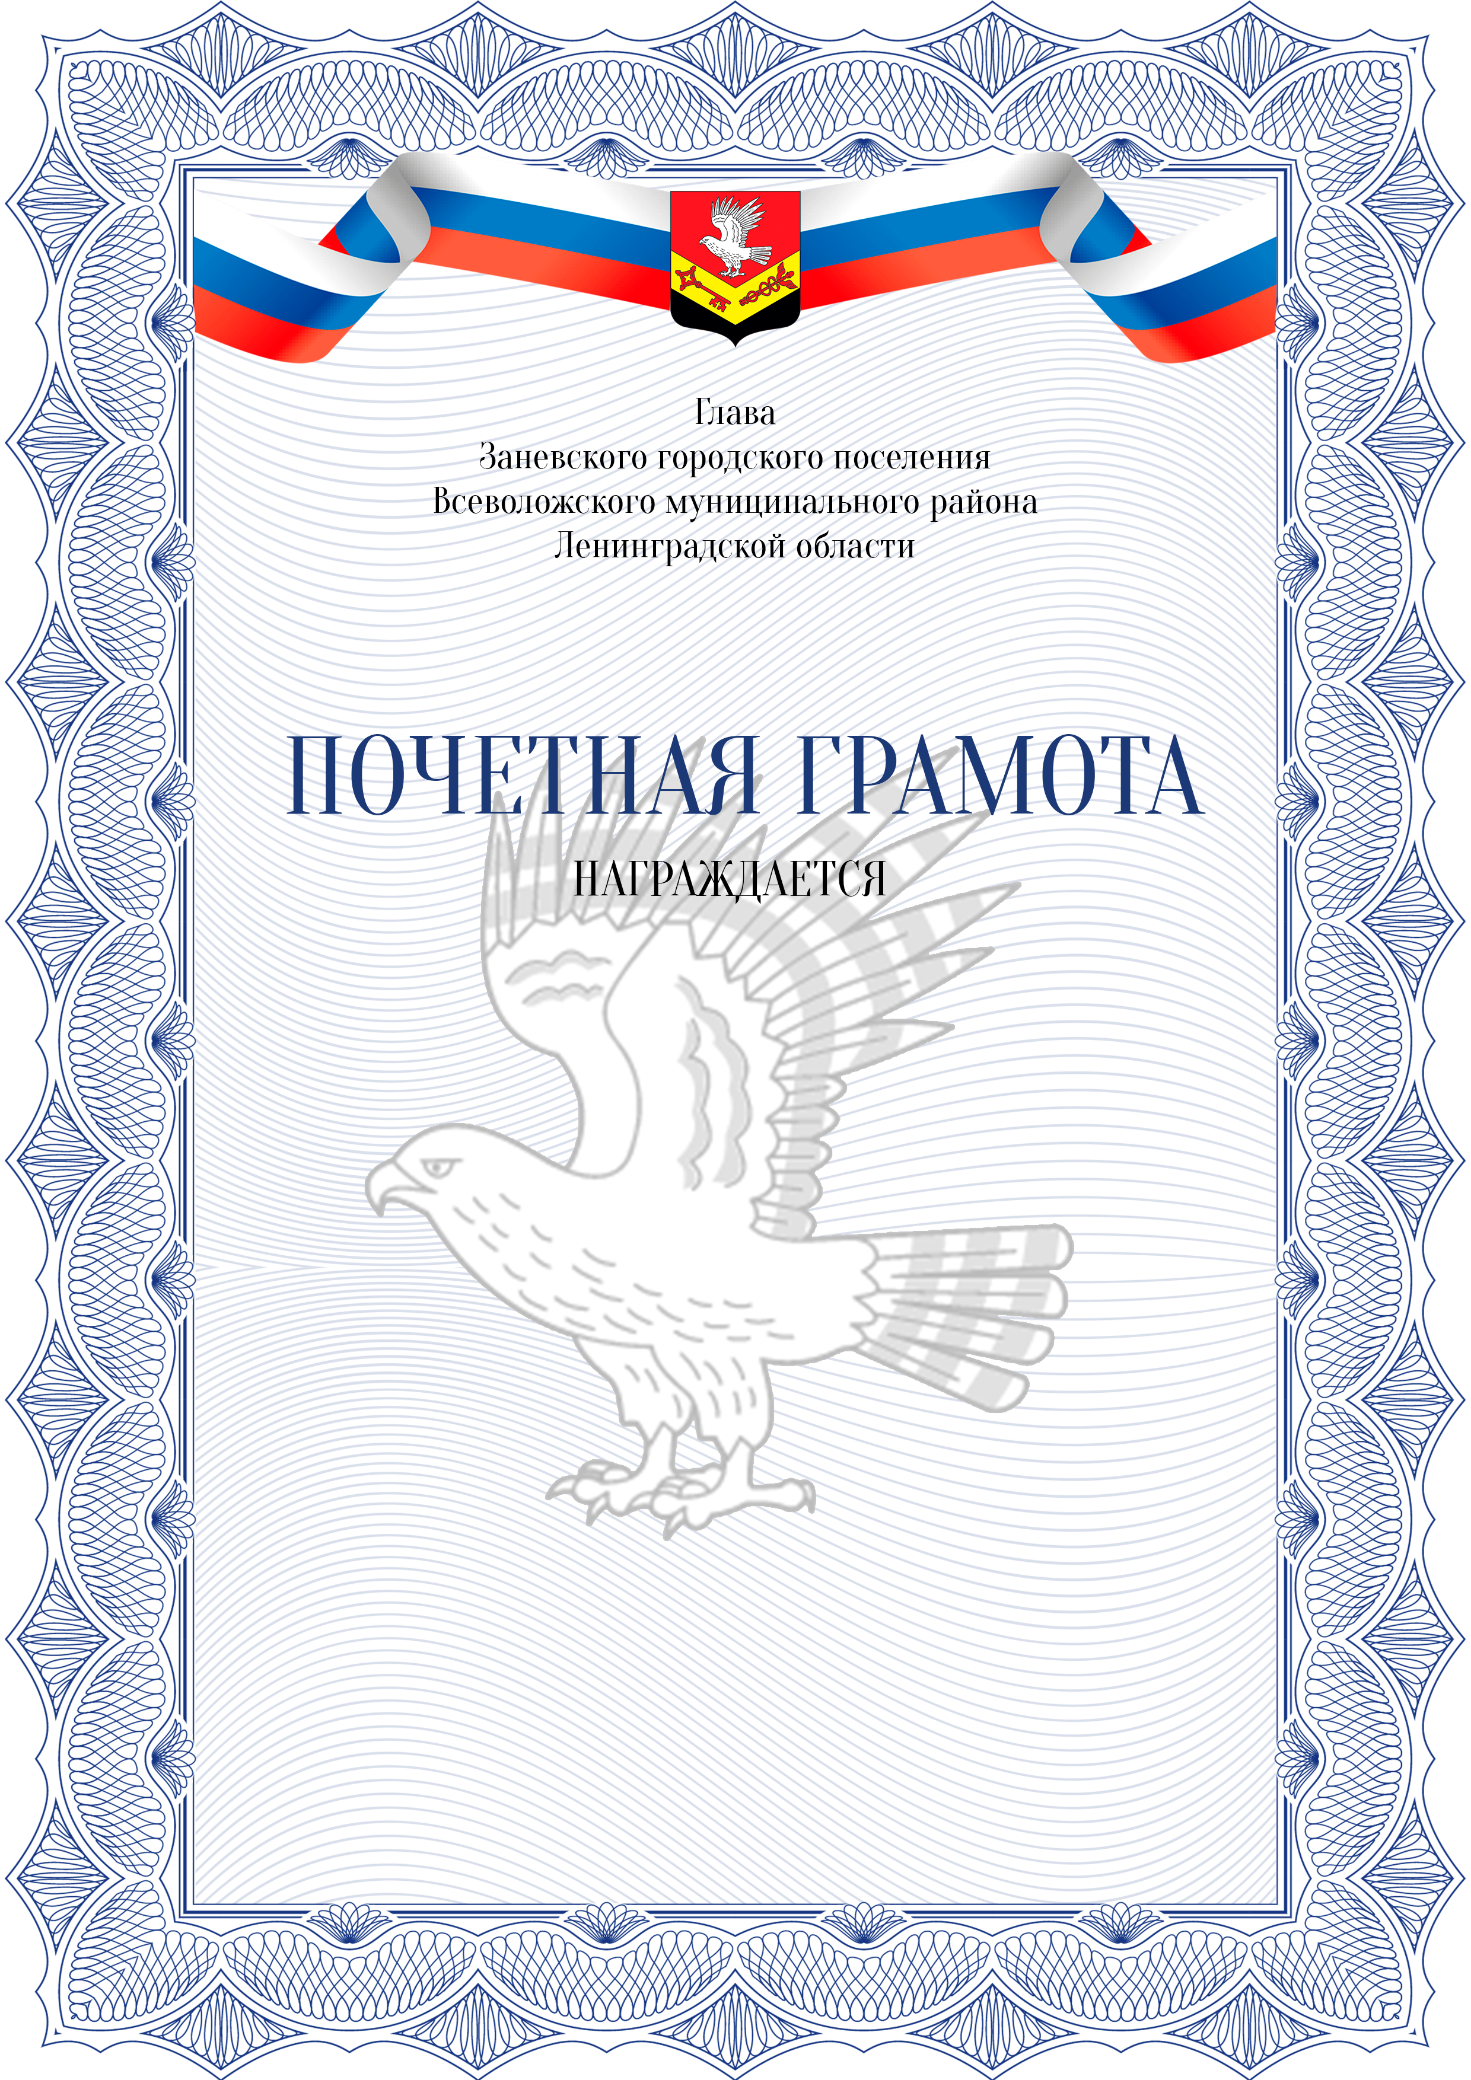 Глава
Заневского городского поселения
Всеволожского муниципального района
Ленинградской области
ПОЧЕТНАЯ ГРАМОТА
НАГРАЖДАЕТСЯ